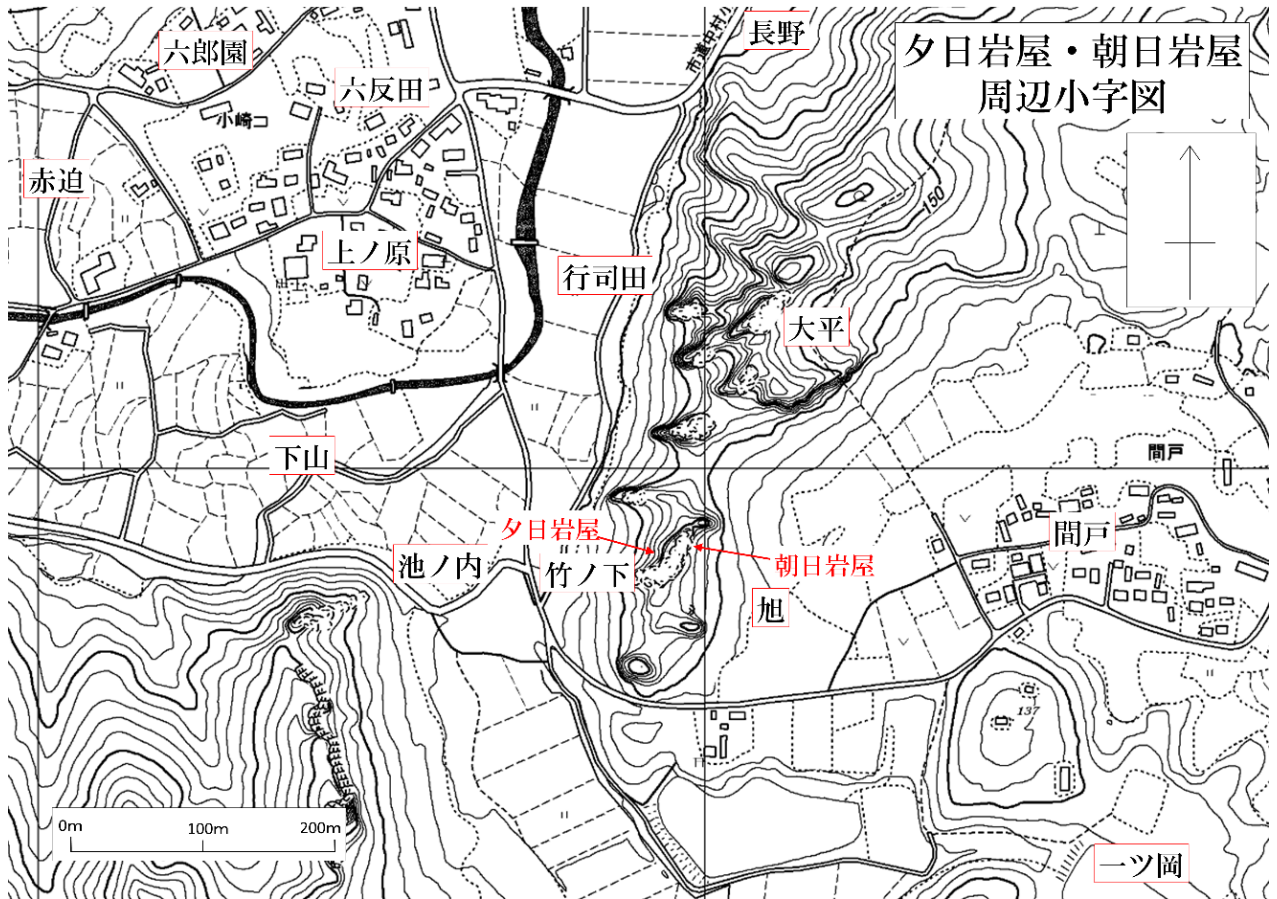 夕日岩屋・朝日岩屋
周辺小字図
長野
六郎園
六反田
小崎
赤迫
上ノ原
行司田
150
大平
下山
間戸
間戸
夕日岩屋
朝日岩屋
池ノ内
竹ノ下
旭
137
0m
100m
200m
一ツ岡